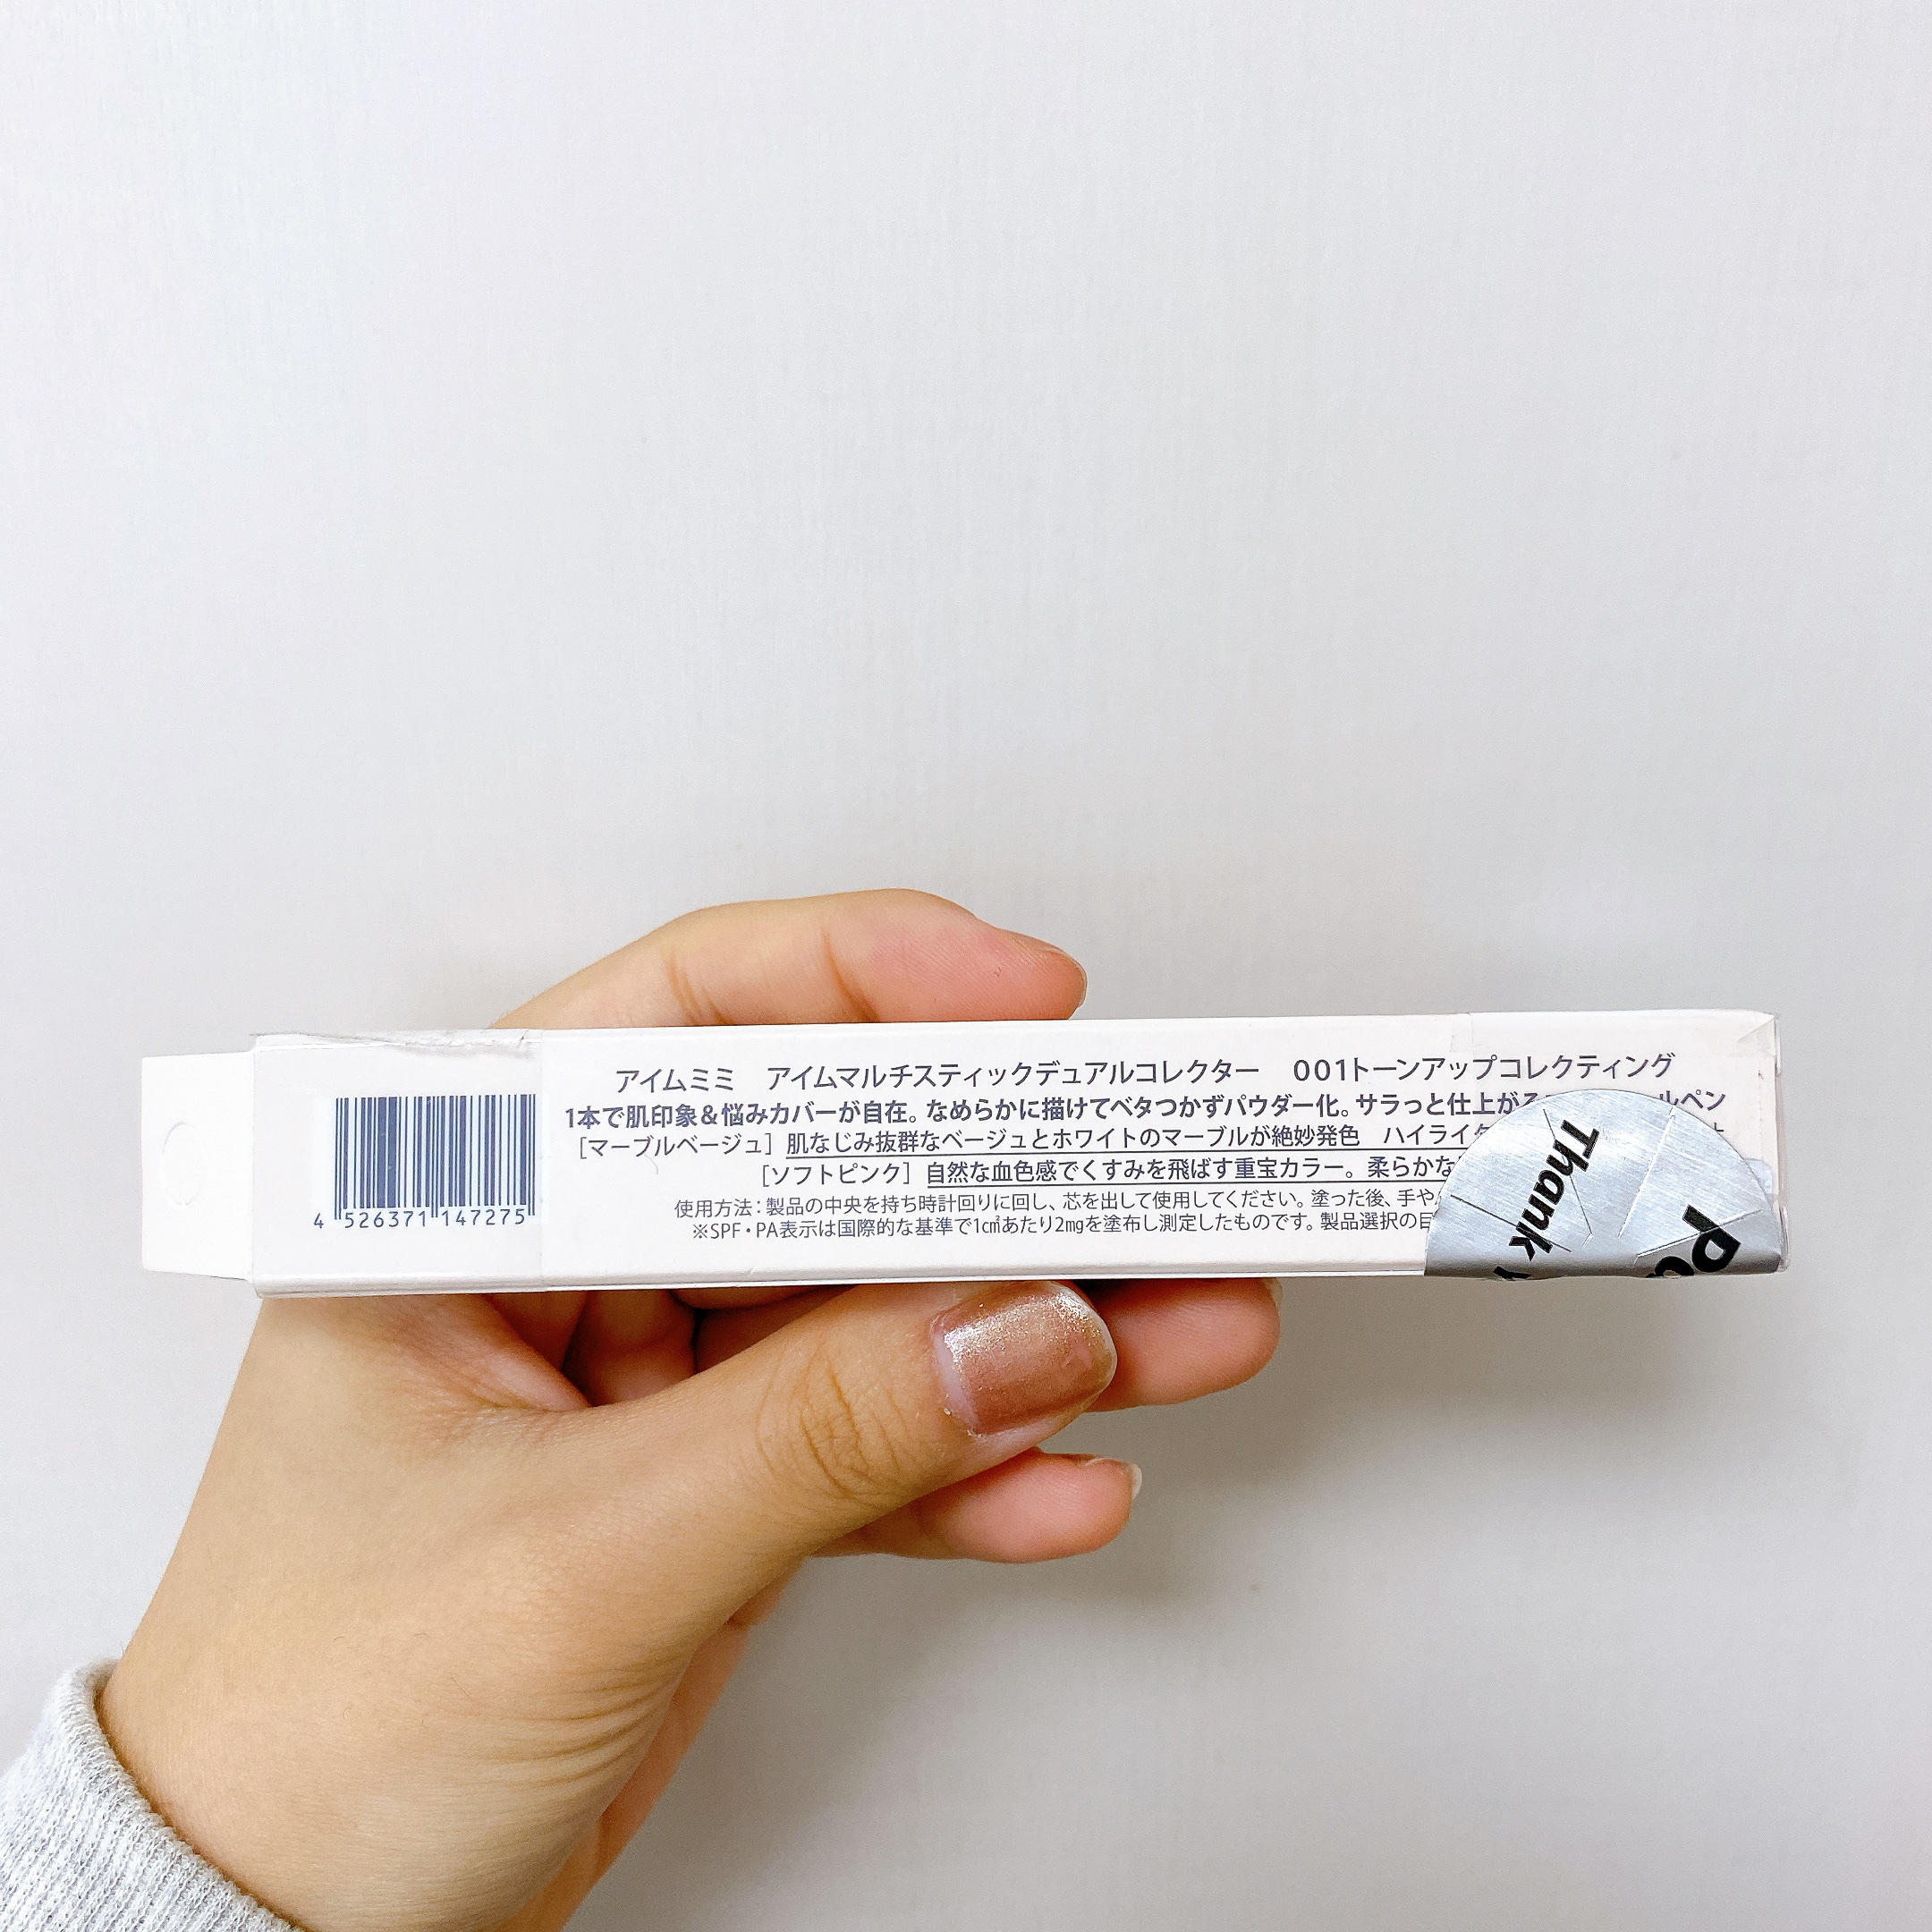 アイムミミ　アイムマルチスティックデュアルコレクター　001トーンアップコレクティング
1本で肌印象＆悩みカバーが自在。なめらかに描けてベタつかずパウダー化。サラっと仕上がる ルペン
［マーブルベージュ］肌なじみ抜群なベージュとホワイトのマーブルが絶妙発色　ハイライ
［ソフトピンク］自然な血色感でくすみを飛ばす重宝カラー。柔らかな
使用方法：製品の中央を持ち時計回りに回し、芯を出して使用してください。塗った後、手や
※SPF・PA表示は国際的な基準で1c㎡あたり2mgを塗布し測定したものです。製品選択の目
4 526371 147275
Thank